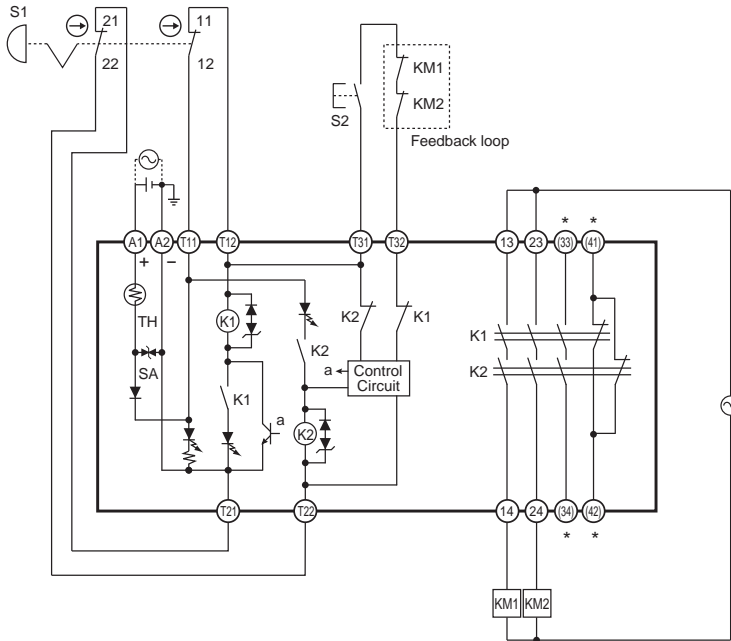 S1
21
11
22
12
KM1
KM2
S2
Feedback loop
A1
A2
T11
T12
T31
T32
13
23
*
(33)
*
(41)
+
−
TH
SA
K1
K1
a
K2
K2
K2
K1
a
Control
Circuit
K1
K2
T21
T22
14
24
(34)
*
(42)
*
KM1
KM2